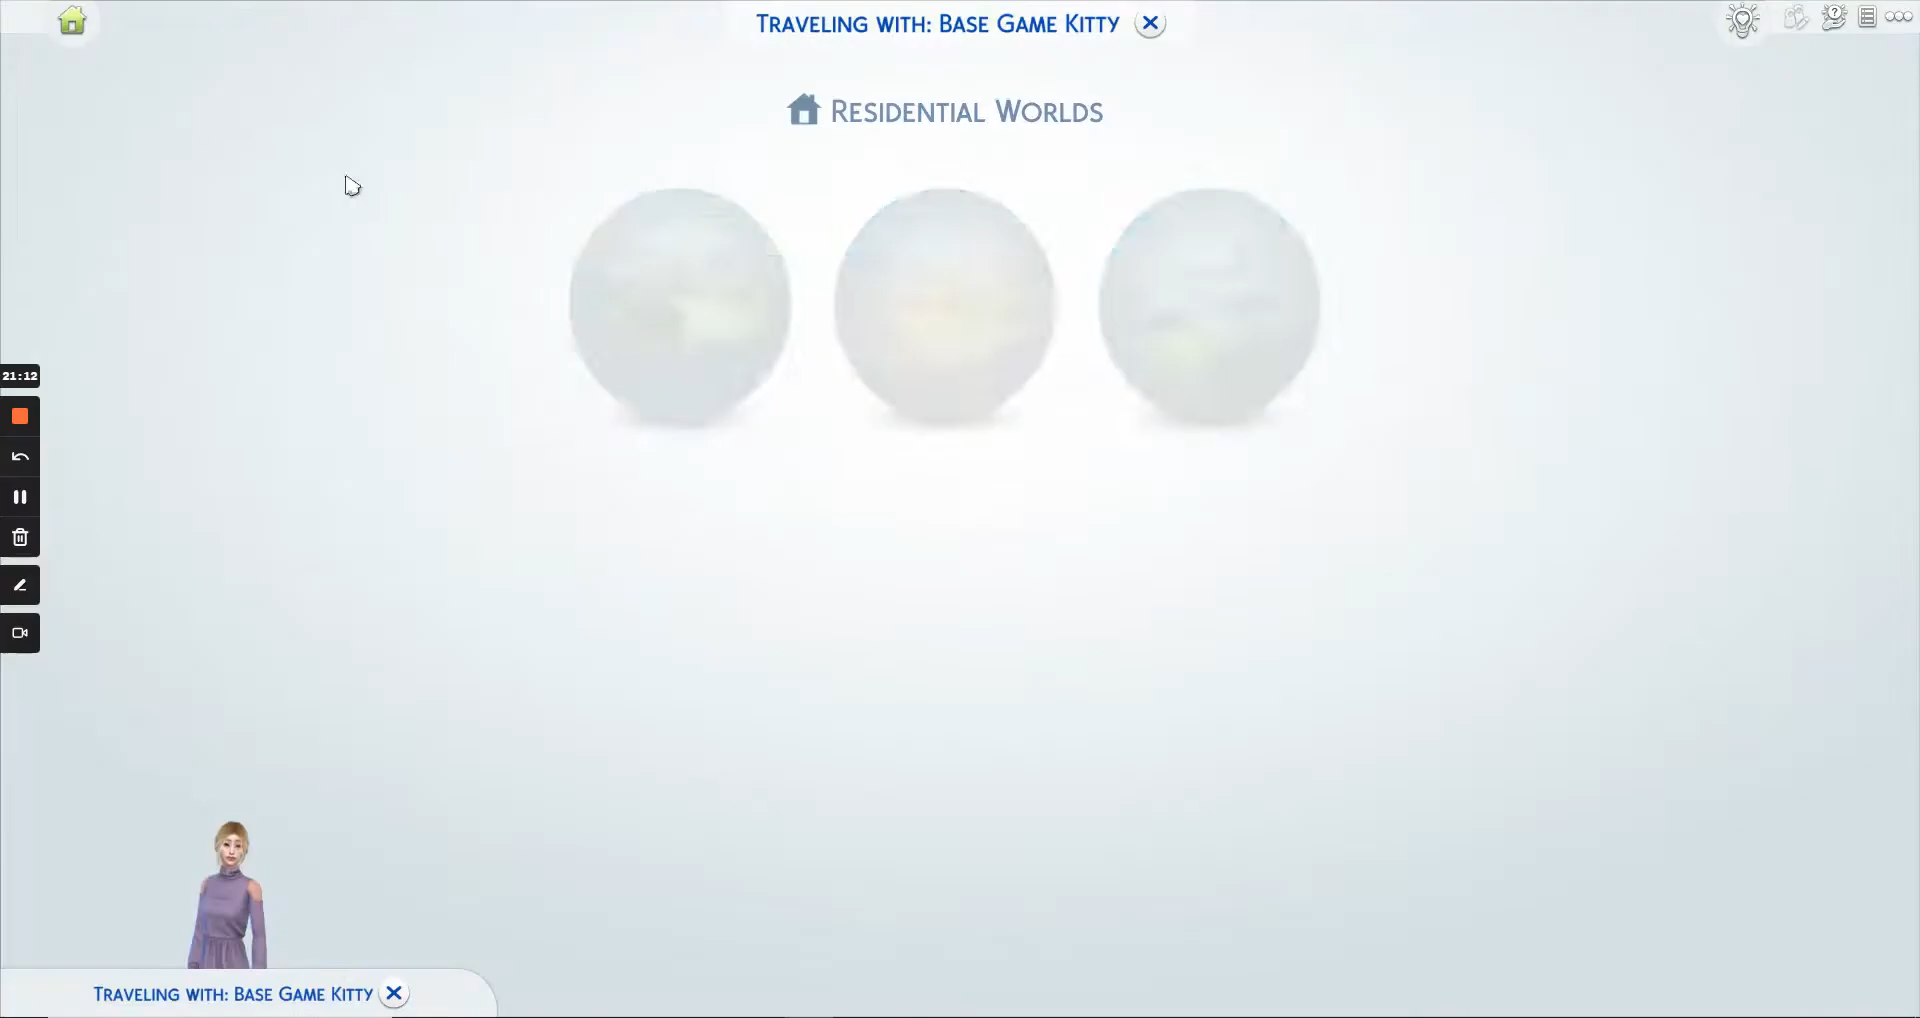 TRAVELING WITH: BASE GAME KITTY
RESIDENTIAL WORLDS
21:12
TRAVELING WITH: BASE GAME KITTY